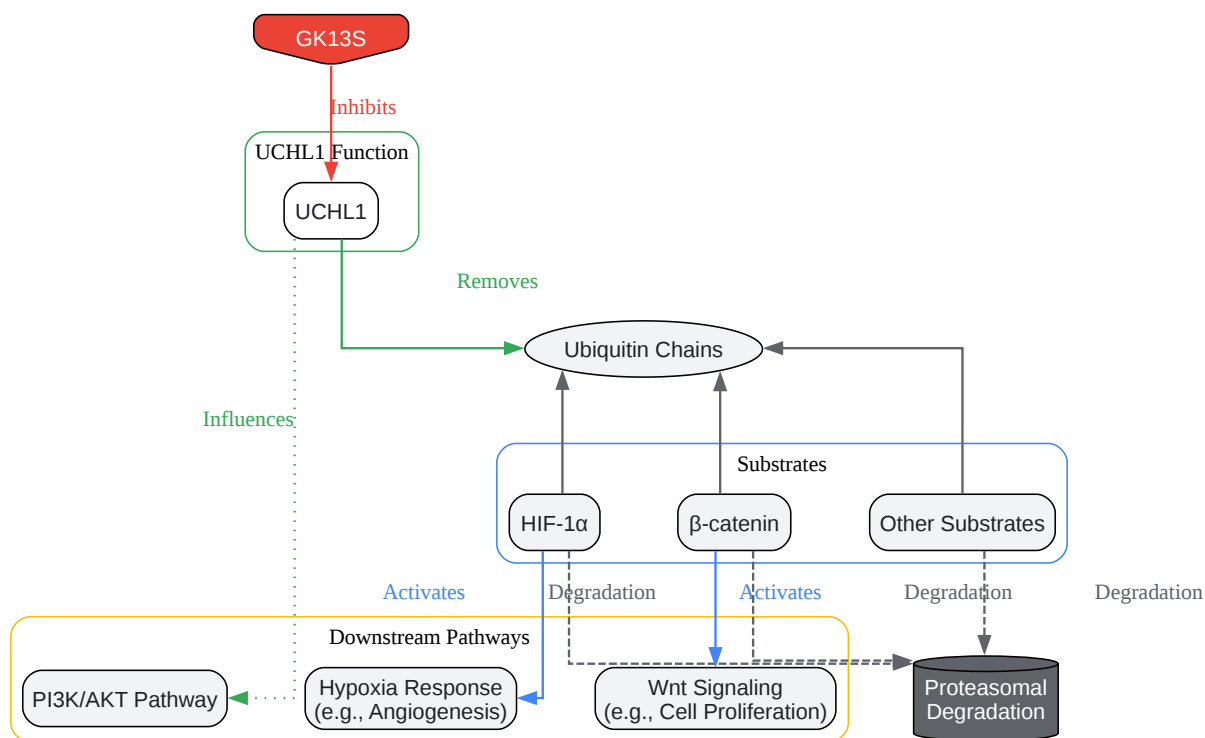 GK13S
Inhibits
UCHL1 Function
UCHL1
Removes
Ubiquitin Chains
Influences
Substrates
HIF-1α
β-catenin
Other Substrates
Activates
Degradation
Activates
Degradation
Degradation
Downstream Pathways
PI3K/AKT Pathway
Hypoxia Response
(e.g., Angiogenesis)
Wnt Signaling
(e.g., Cell Proliferation)
Proteasomal
Degradation